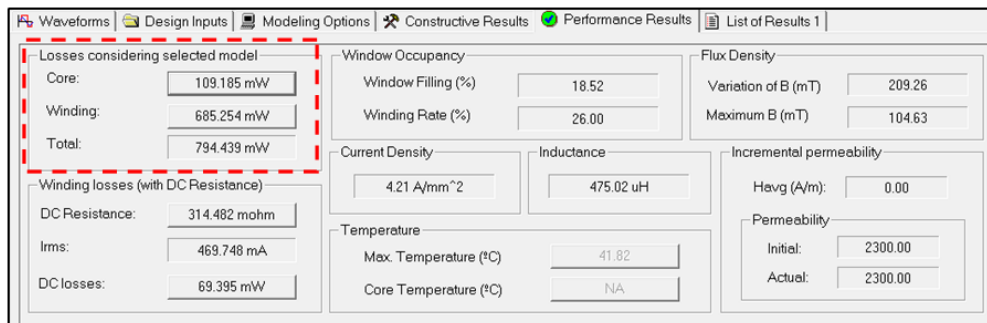 Waveforms Design Inputs Modeling Options Constructive Results Performance Results List of Results 1
Losses considering selected model
Core: 109.185 mW
Winding: 685.254 mW
Total: 794.439 mW
Winding losses (with DC Resistance)
DC Resistance: 314.482 mohm
Irms: 469.748 mA
DC losses: 69.395 mW
Window Occupancy
Window Filling (%) 18.52
Winding Rate (%) 26.00
Current Density
4.21 A/mm^2
Inductance
475.02 uH
Temperature
Max. Temperature (ºC) 41.82
Core Temperature (ºC) NA
Flux Density
Variation of B (mT) 209.26
Maximum B (mT) 104.63
Incremental permeability
Havg (A/m): 0.00
Permeability
Initial: 2300.00
Actual: 2300.00